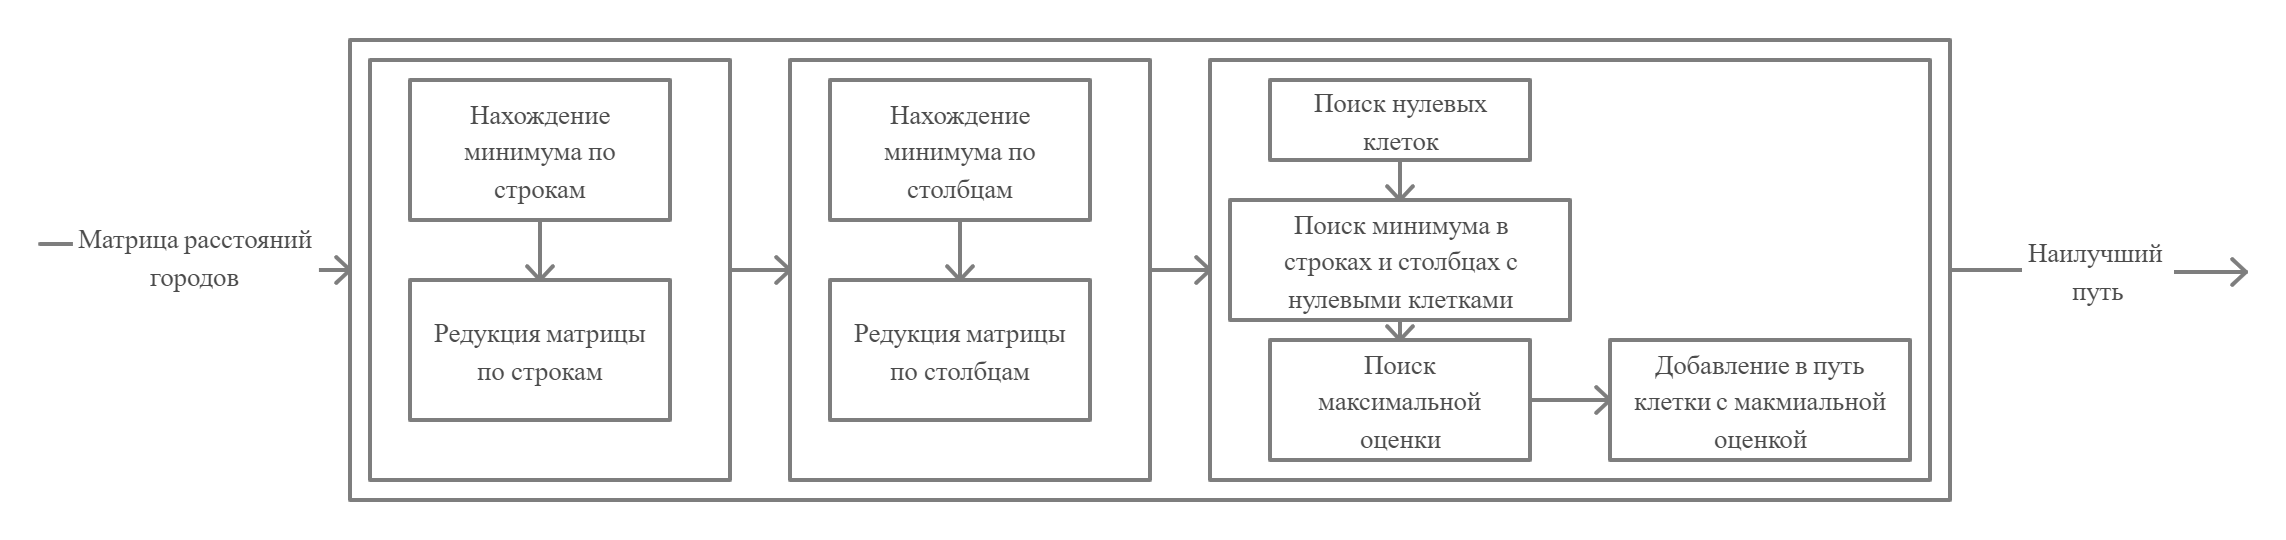 Матрица расстояний
городов
Нахождение
минимума по
строкам
Редукция матрицы
по строкам
Нахождение
минимума по
столбцам
Редукция матрицы
по столбцам
Поиск нулевых
клеток
Поиск минимума в
строках и столбцах с
нулевыми клетками
Поиск
максимальной
оценки
Добавление в путь
клетки с макмиальной
оценкой
Наилучший
путь